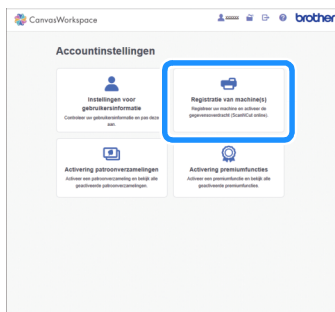 CanvasWorkspace
xxxxx
brother
Accountinstellingen
Instellingen voor
gebruikersinformatie
Controleer uw gebruikersinformatie en pas deze
aan.
Registratie van machine(s)
Registreer uw machine en activeer de
gegevensoverdracht (ScanNCut online).
Activering patroonverzamelingen
Activeer een patroonverzameling en bekijk alle
geactiveerde patroonverzamelingen.
Activering premiumfuncties
Activeer een premiumfunctie en bekijk alle
geactiveerde premiumfuncties.